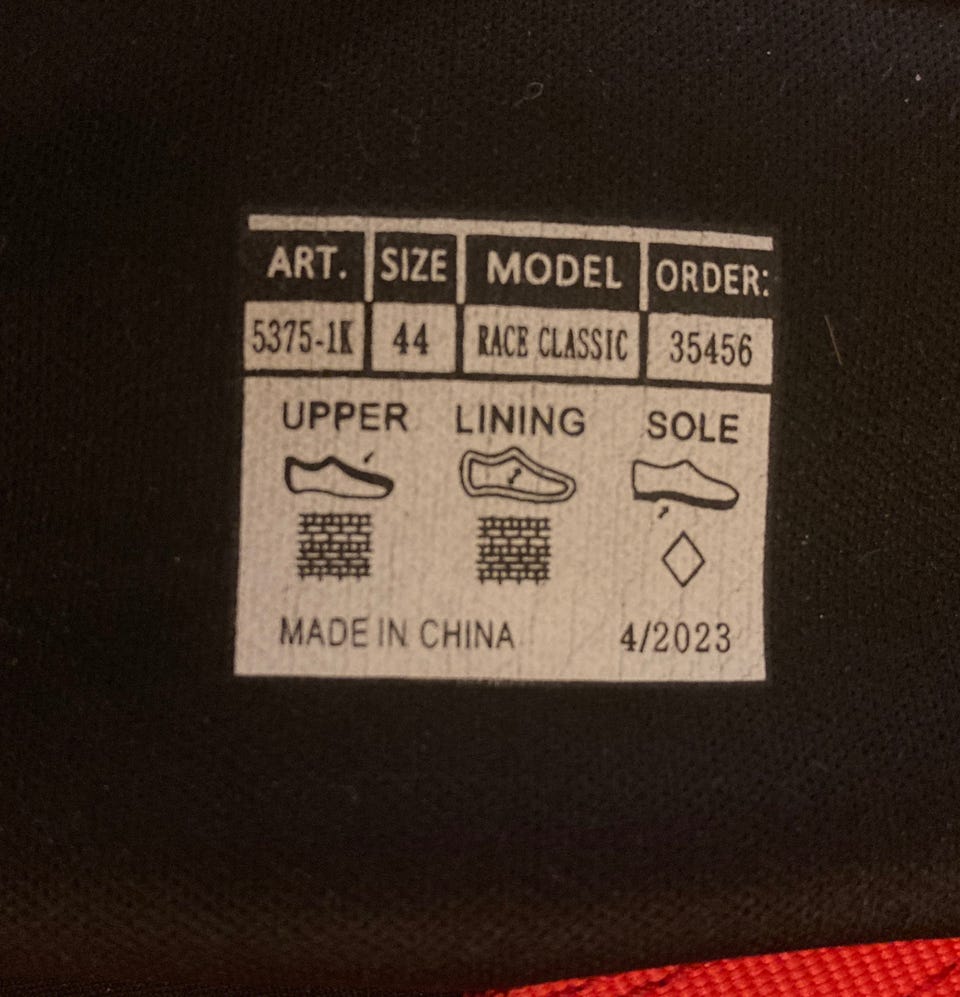 ART. SIZE MODEL ORDER:
5375-1K 44 RACE CLASSIC 35456
UPPER LINING SOLE
MADE IN CHINA 4/2023